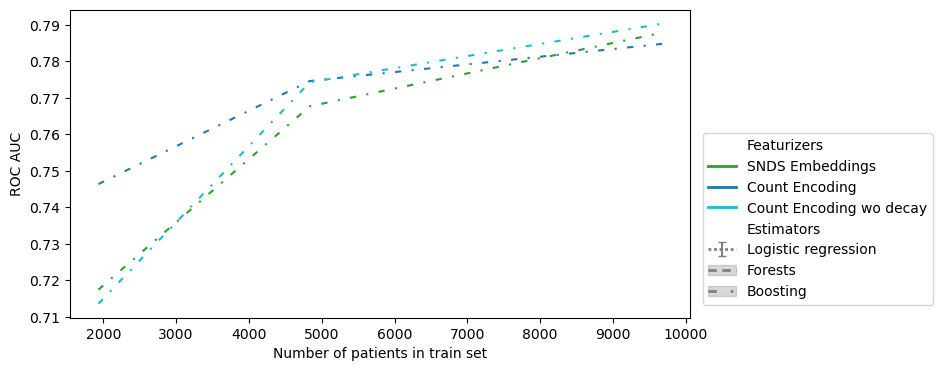 0.79
0.78
0.77
0.76
0.75
0.74
0.73
0.72
0.71
ROC AUC
2000 3000 4000 5000 6000 7000 8000 9000 10000
Number of patients in train set
Featurizers
SNDS Embeddings
Count Encoding
Count Encoding wo decay
Estimators
Logistic regression
Forests
Boosting